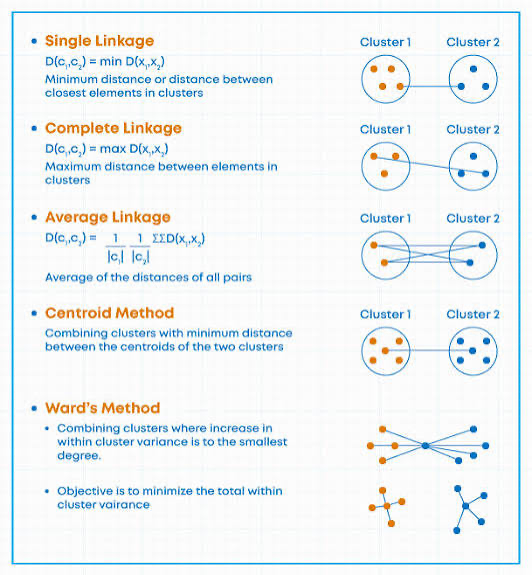 Single Linkage
D(c₁,c₂) = min D(x₁,x₂)
Minimum distance or distance between
closest elements in clusters
Cluster 1
Cluster 2
Complete Linkage
D(c₁,c₂) = max D(x₁,x₂)
Maximum distance between elements in
clusters
Cluster 1
Cluster 2
Average Linkage
D(c₁,c₂) = 1/|c₁| 1/|c₂| ΣΣD(x₁,x₂)
Average of the distances of all pairs
Cluster 1
Cluster 2
Centroid Method
Combining clusters with minimum distance
between the centroids of the two clusters
Cluster 1
Cluster 2
Ward's Method
Combining clusters where increase in
within cluster variance is to the smallest
degree.
Objective is to minimize the total within
cluster vairance